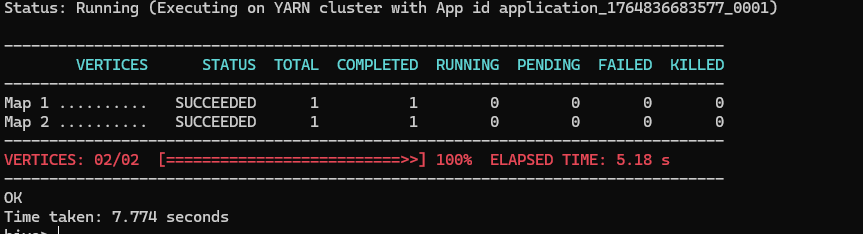 Status: Running (Executing on YARN cluster with App id application_1764836683577_0001)
--------------------------------------------------------------------------------
VERTICES STATUS TOTAL COMPLETED RUNNING PENDING FAILED KILLED
--------------------------------------------------------------------------------
Map 1 .......... SUCCEEDED 1 1 0 0 0 0
Map 2 .......... SUCCEEDED 1 1 0 0 0 0
--------------------------------------------------------------------------------
VERTICES: 02/02 [==========================>>] 100% ELAPSED TIME: 5.18 s
--------------------------------------------------------------------------------
OK
Time taken: 7.774 seconds
hive>